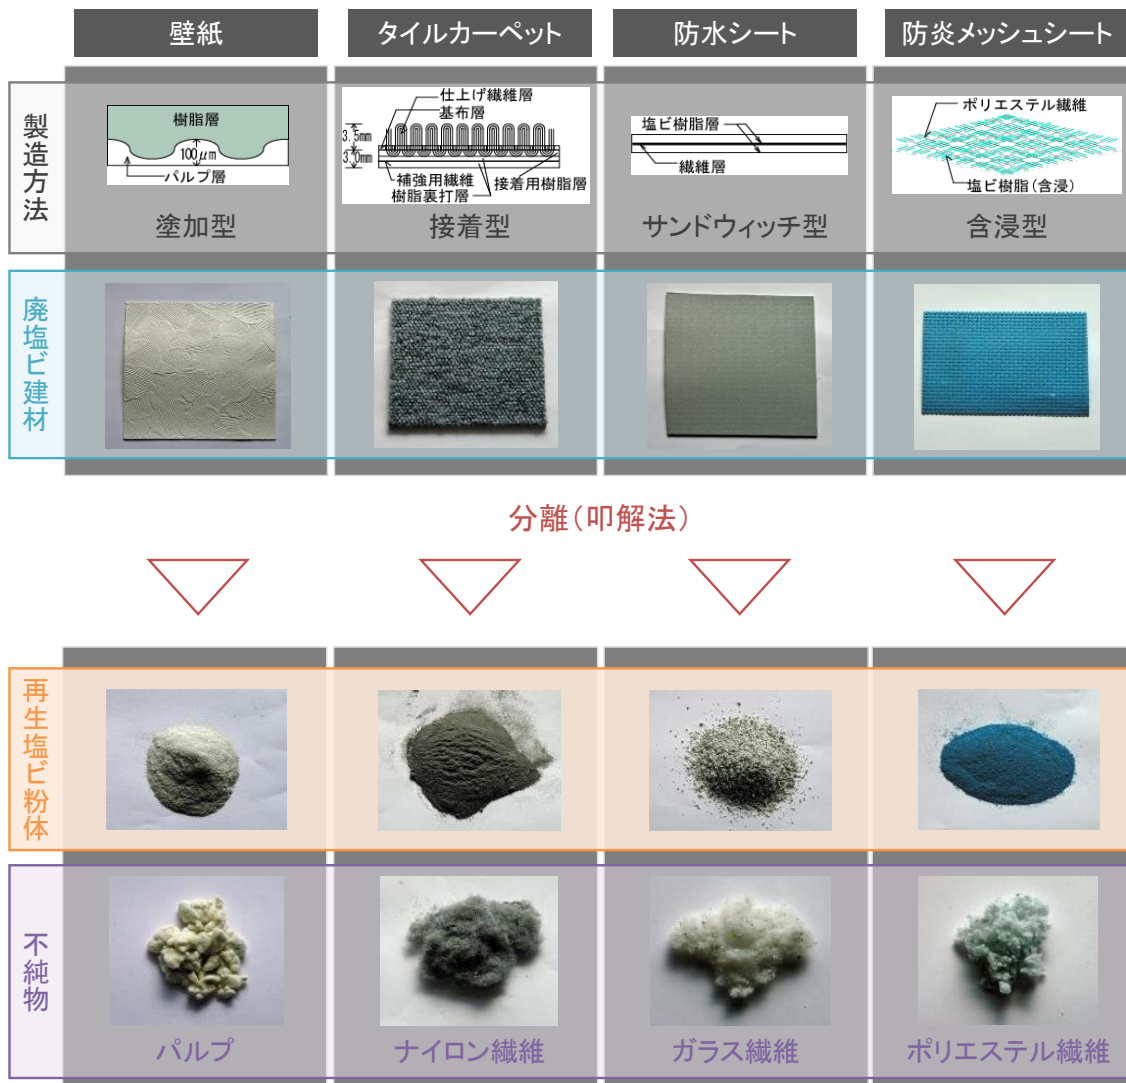 壁紙
タイルカーペット
防水シート
防炎メッシュシート
製造方法
樹脂層
100μm
パルプ層
塗加型
仕上げ繊維層
基布層
3.5mm
3.0mm
補強用繊維
接着用樹脂層
樹脂裏打層
接着型
塩ビ樹脂層
繊維層
サンドウィッチ型
ポリエステル繊維
塩ビ樹脂(含浸)
含浸型
廃塩ビ建材
分離(叩解法)
再生塩ビ粉体
不純物
パルプ
ナイロン繊維
ガラス繊維
ポリエステル繊維